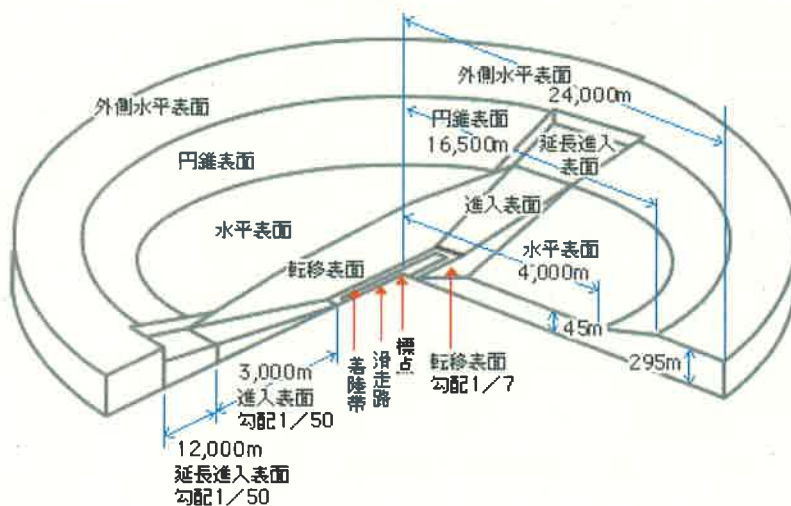 外側水平表面
24,000m
外側水平表面
円錐表面
16,500m
延長進入
表面
円錐表面
進入表面
水平表面
水平表面
4,000m
転移表面
45m
295m
3,000m
進入表面
勾配1/50
着陸帯
滑走路
標点
転移表面
勾配1/7
12,000m
延長進入表面
勾配1/50